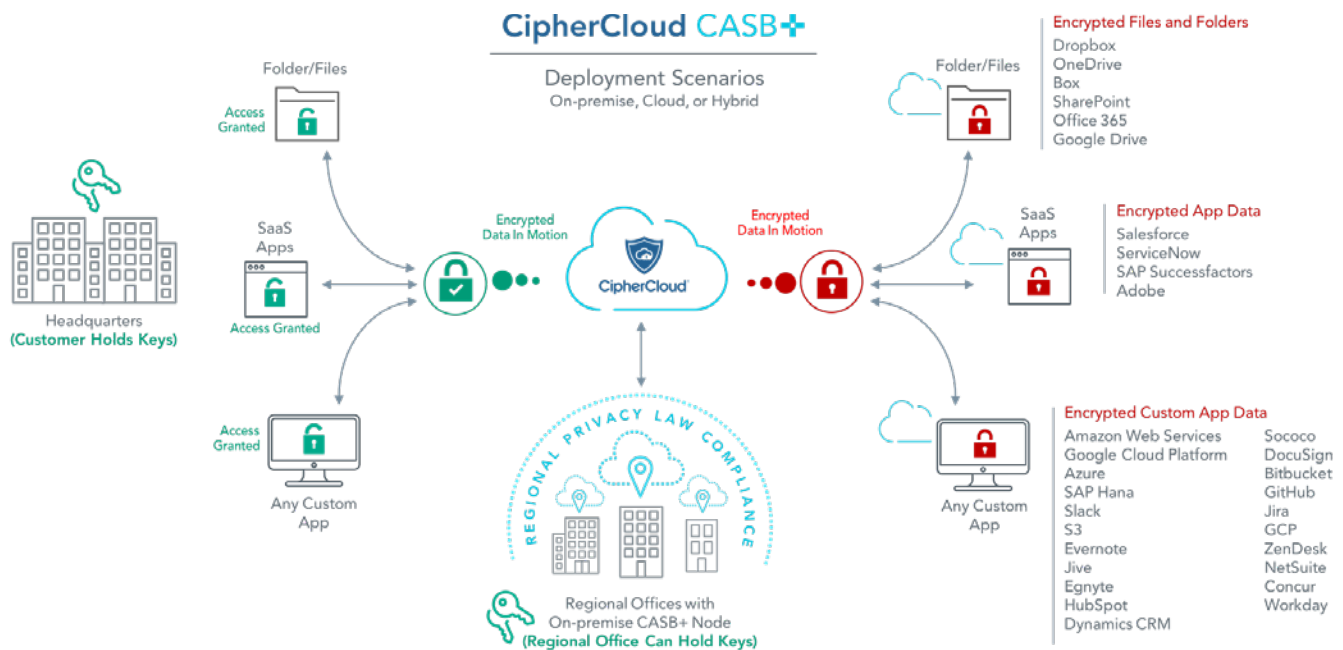 CipherCloud CASB+
Deployment Scenarios
On-premise, Cloud, or Hybrid
Folder/Files
Access
Granted
Headquarters
(Customer Holds Keys)
SaaS
Apps
Access Granted
Access
Granted
Any Custom
App
Encrypted
Data In Motion
CipherCloud
Encrypted
Data In Motion
REGIONAL PRIVACY LAW COMPLIANCE
Regional Offices with
On-premise CASB+ Node
(Regional Office Can Hold Keys)
Folder/Files
Encrypted Files and Folders
Dropbox
OneDrive
Box
SharePoint
Office 365
Google Drive
SaaS
Apps
Encrypted App Data
Salesforce
ServiceNow
SAP Successfactors
Adobe
Any Custom
App
Encrypted Custom App Data
Amazon Web Services
Google Cloud Platform
Azure
SAP Hana
Slack
S3
Evernote
Jive
Egnyte
HubSpot
Dynamics CRM
Sococo
DocuSign
Bitbucket
GitHub
Jira
GCP
ZenDesk
NetSuite
Concur
Workday